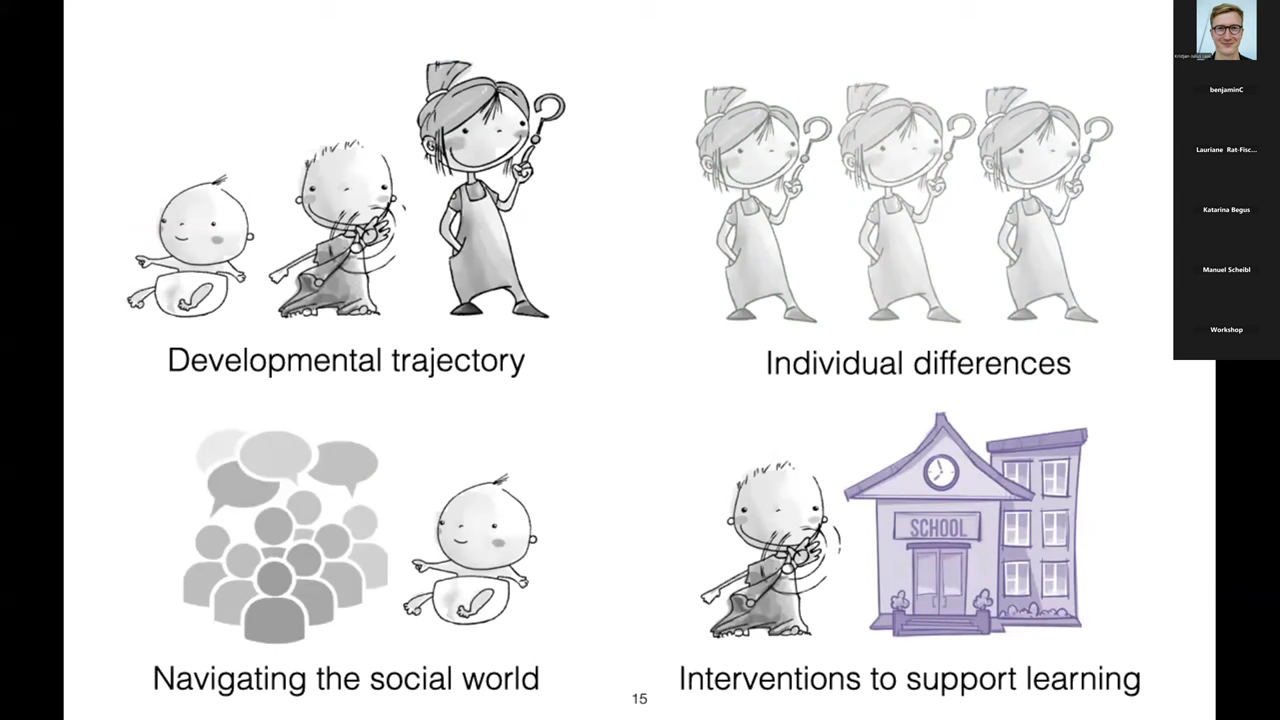 Developmental trajectory
Individual differences
SCHOOL
Navigating the social world
Interventions to support learning
15
benjaminC
Lauriane Rat-Fisc...
Katarina Begus
Manuel Scheibl
Workshop